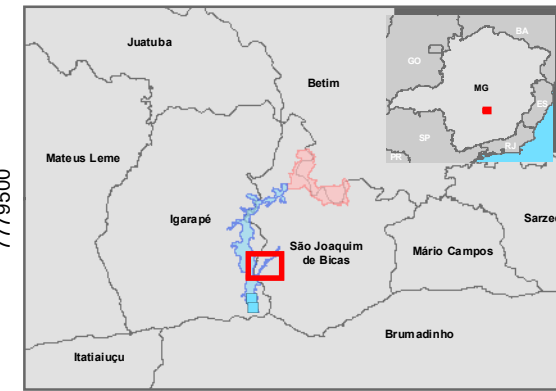 7779500
Juatuba
Betim
BA
GO
MG
ES
SP
RJ
PR
Mateus Leme
Igarapé
São Joaquim
de Bicas
Mário Campos
Brumadinho
Itatiaiuçu